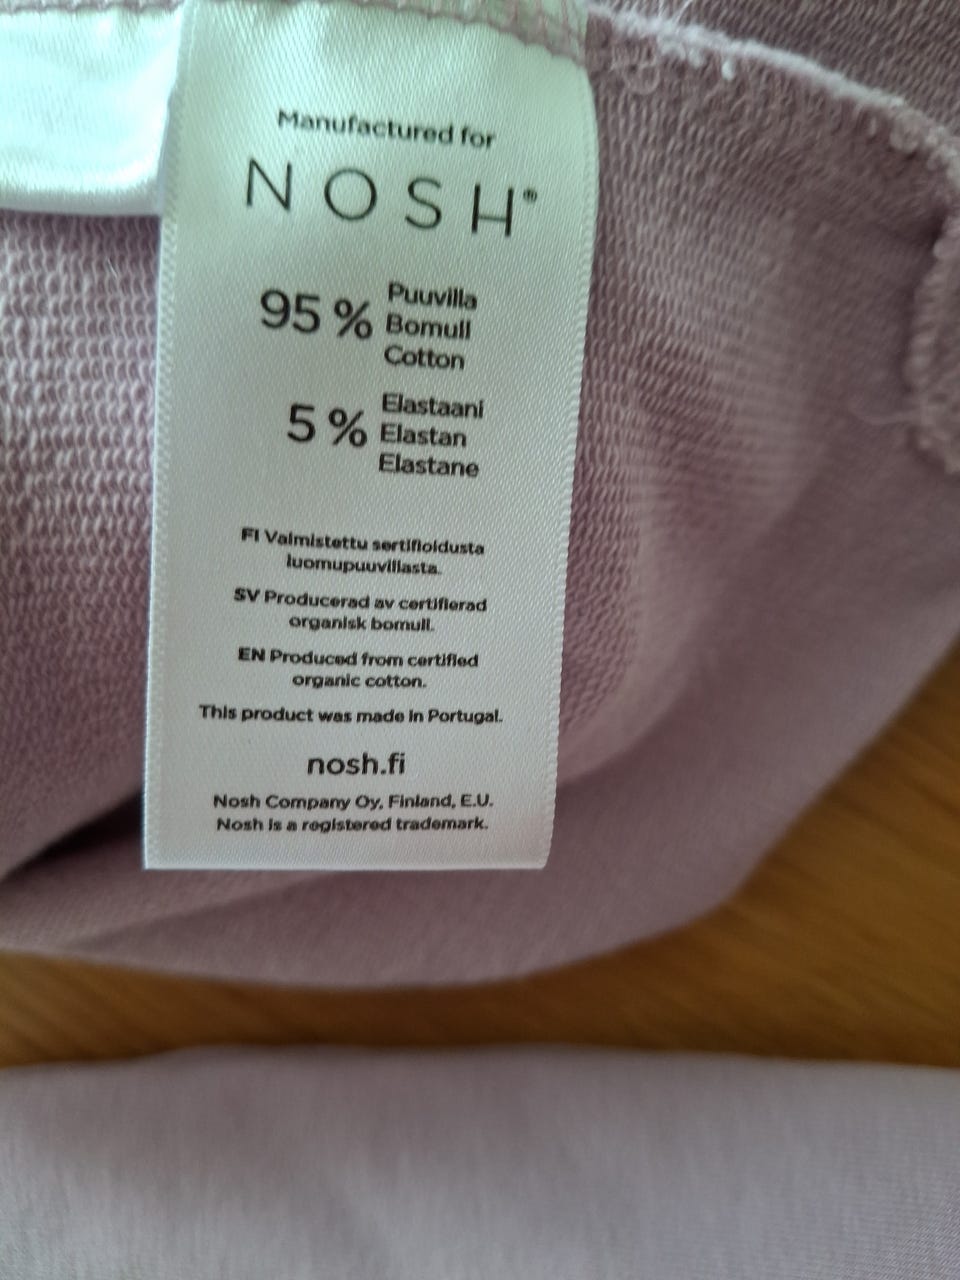 Manufactured for
NOSH®
95 % Puuvilla
Bomull
Cotton
5 % Elastaani
Elastan
Elastane
FI Valmistettu sertifioidusta
luomupuuvillasta.
SV Producerad av certifierad
organisk bomull.
EN Produced from certified
organic cotton.
This product was made in Portugal.
nosh.fi
Nosh Company Oy, Finland, E.U.
Nosh is a registered trademark.